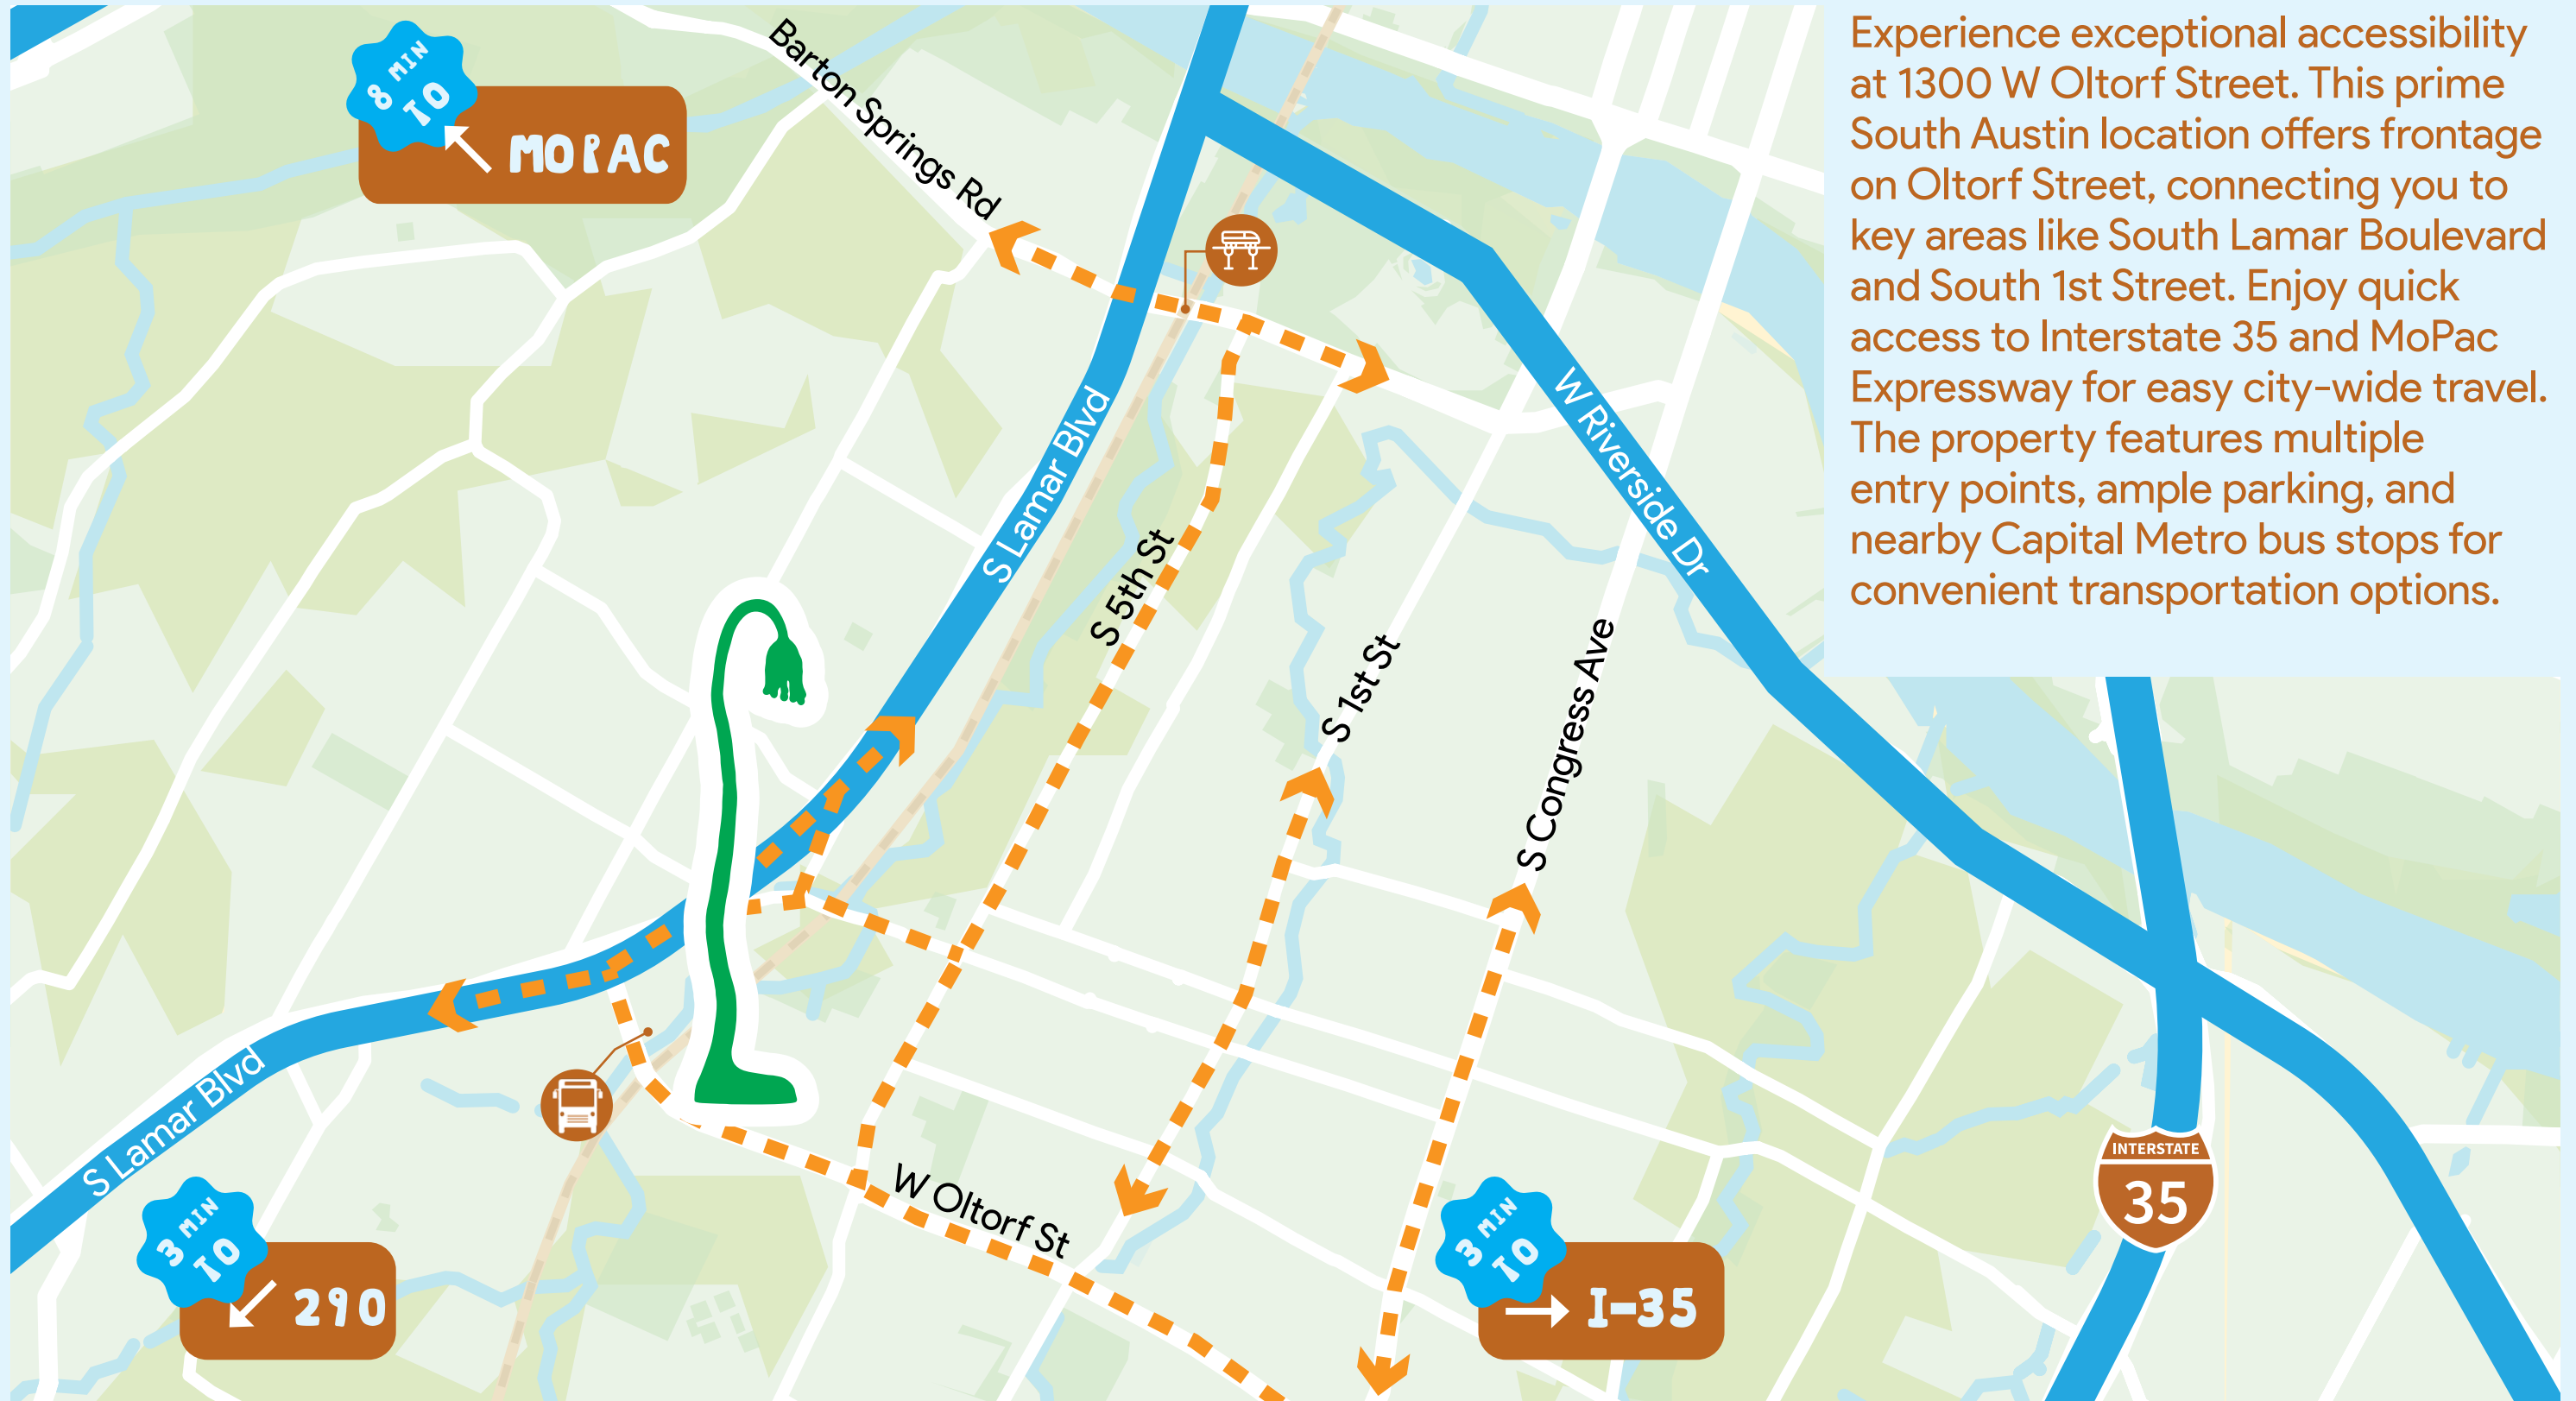 Experience exceptional accessibility
at 1300 W Oltorf Street. This prime
South Austin location offers frontage
on Oltorf Street, connecting you to
key areas like South Lamar Boulevard
and South 1st Street. Enjoy quick
access to Interstate 35 and MoPac
Expressway for easy city-wide travel.
The property features multiple
entry points, ample parking, and
nearby Capital Metro bus stops for
convenient transportation options.
8 MIN
TO
MOPAC
Barton Springs Rd
S Lamar Blvd
W Riverside Dr
S 5th St
S 1st St
S Congress Ave
S Lamar Blvd
W Oltorf St
3 MIN
TO
290
3 MIN
TO
I-35
INTERSTATE
35